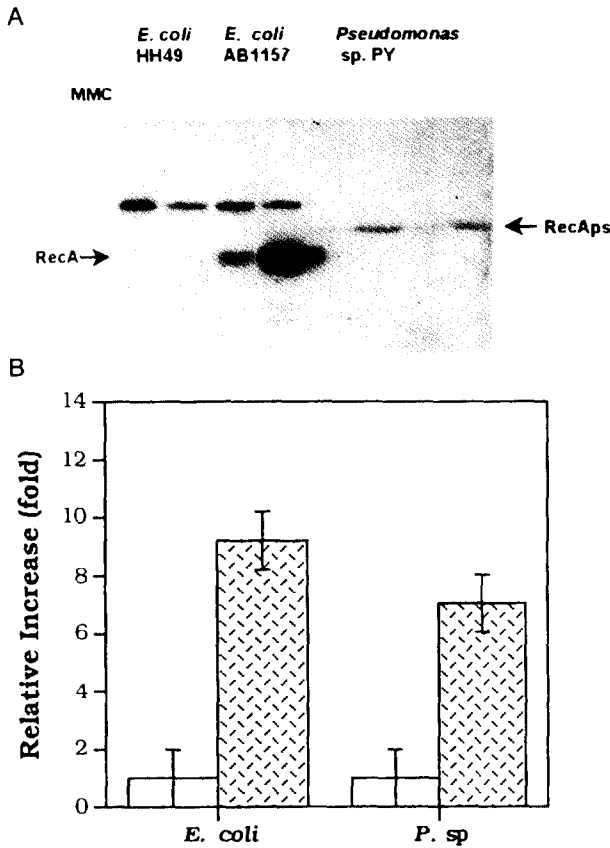 A
E. coli E. coli Pseudomonas
HH49 AB1157 sp. PY
MMC
RecA→
←RecAps
B
Relative Increase (fold)
14
12
10
8
6
4
2
0
E. coli P. sp